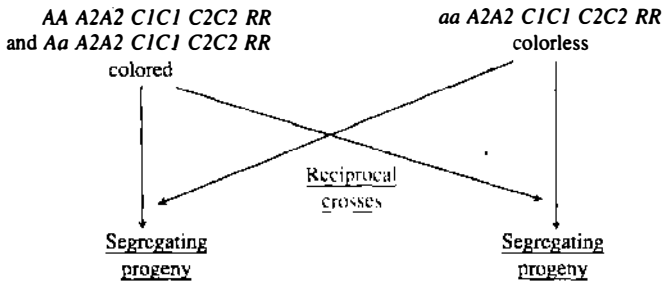 AA A2A2 C1C1 C2C2 RR
and Aa A2A2 C1C1 C2C2 RR
colored
aa A2A2 C1C1 C2C2 RR
colorless
Reciprocal
crosses
Segregating
progeny
Segregating
progeny